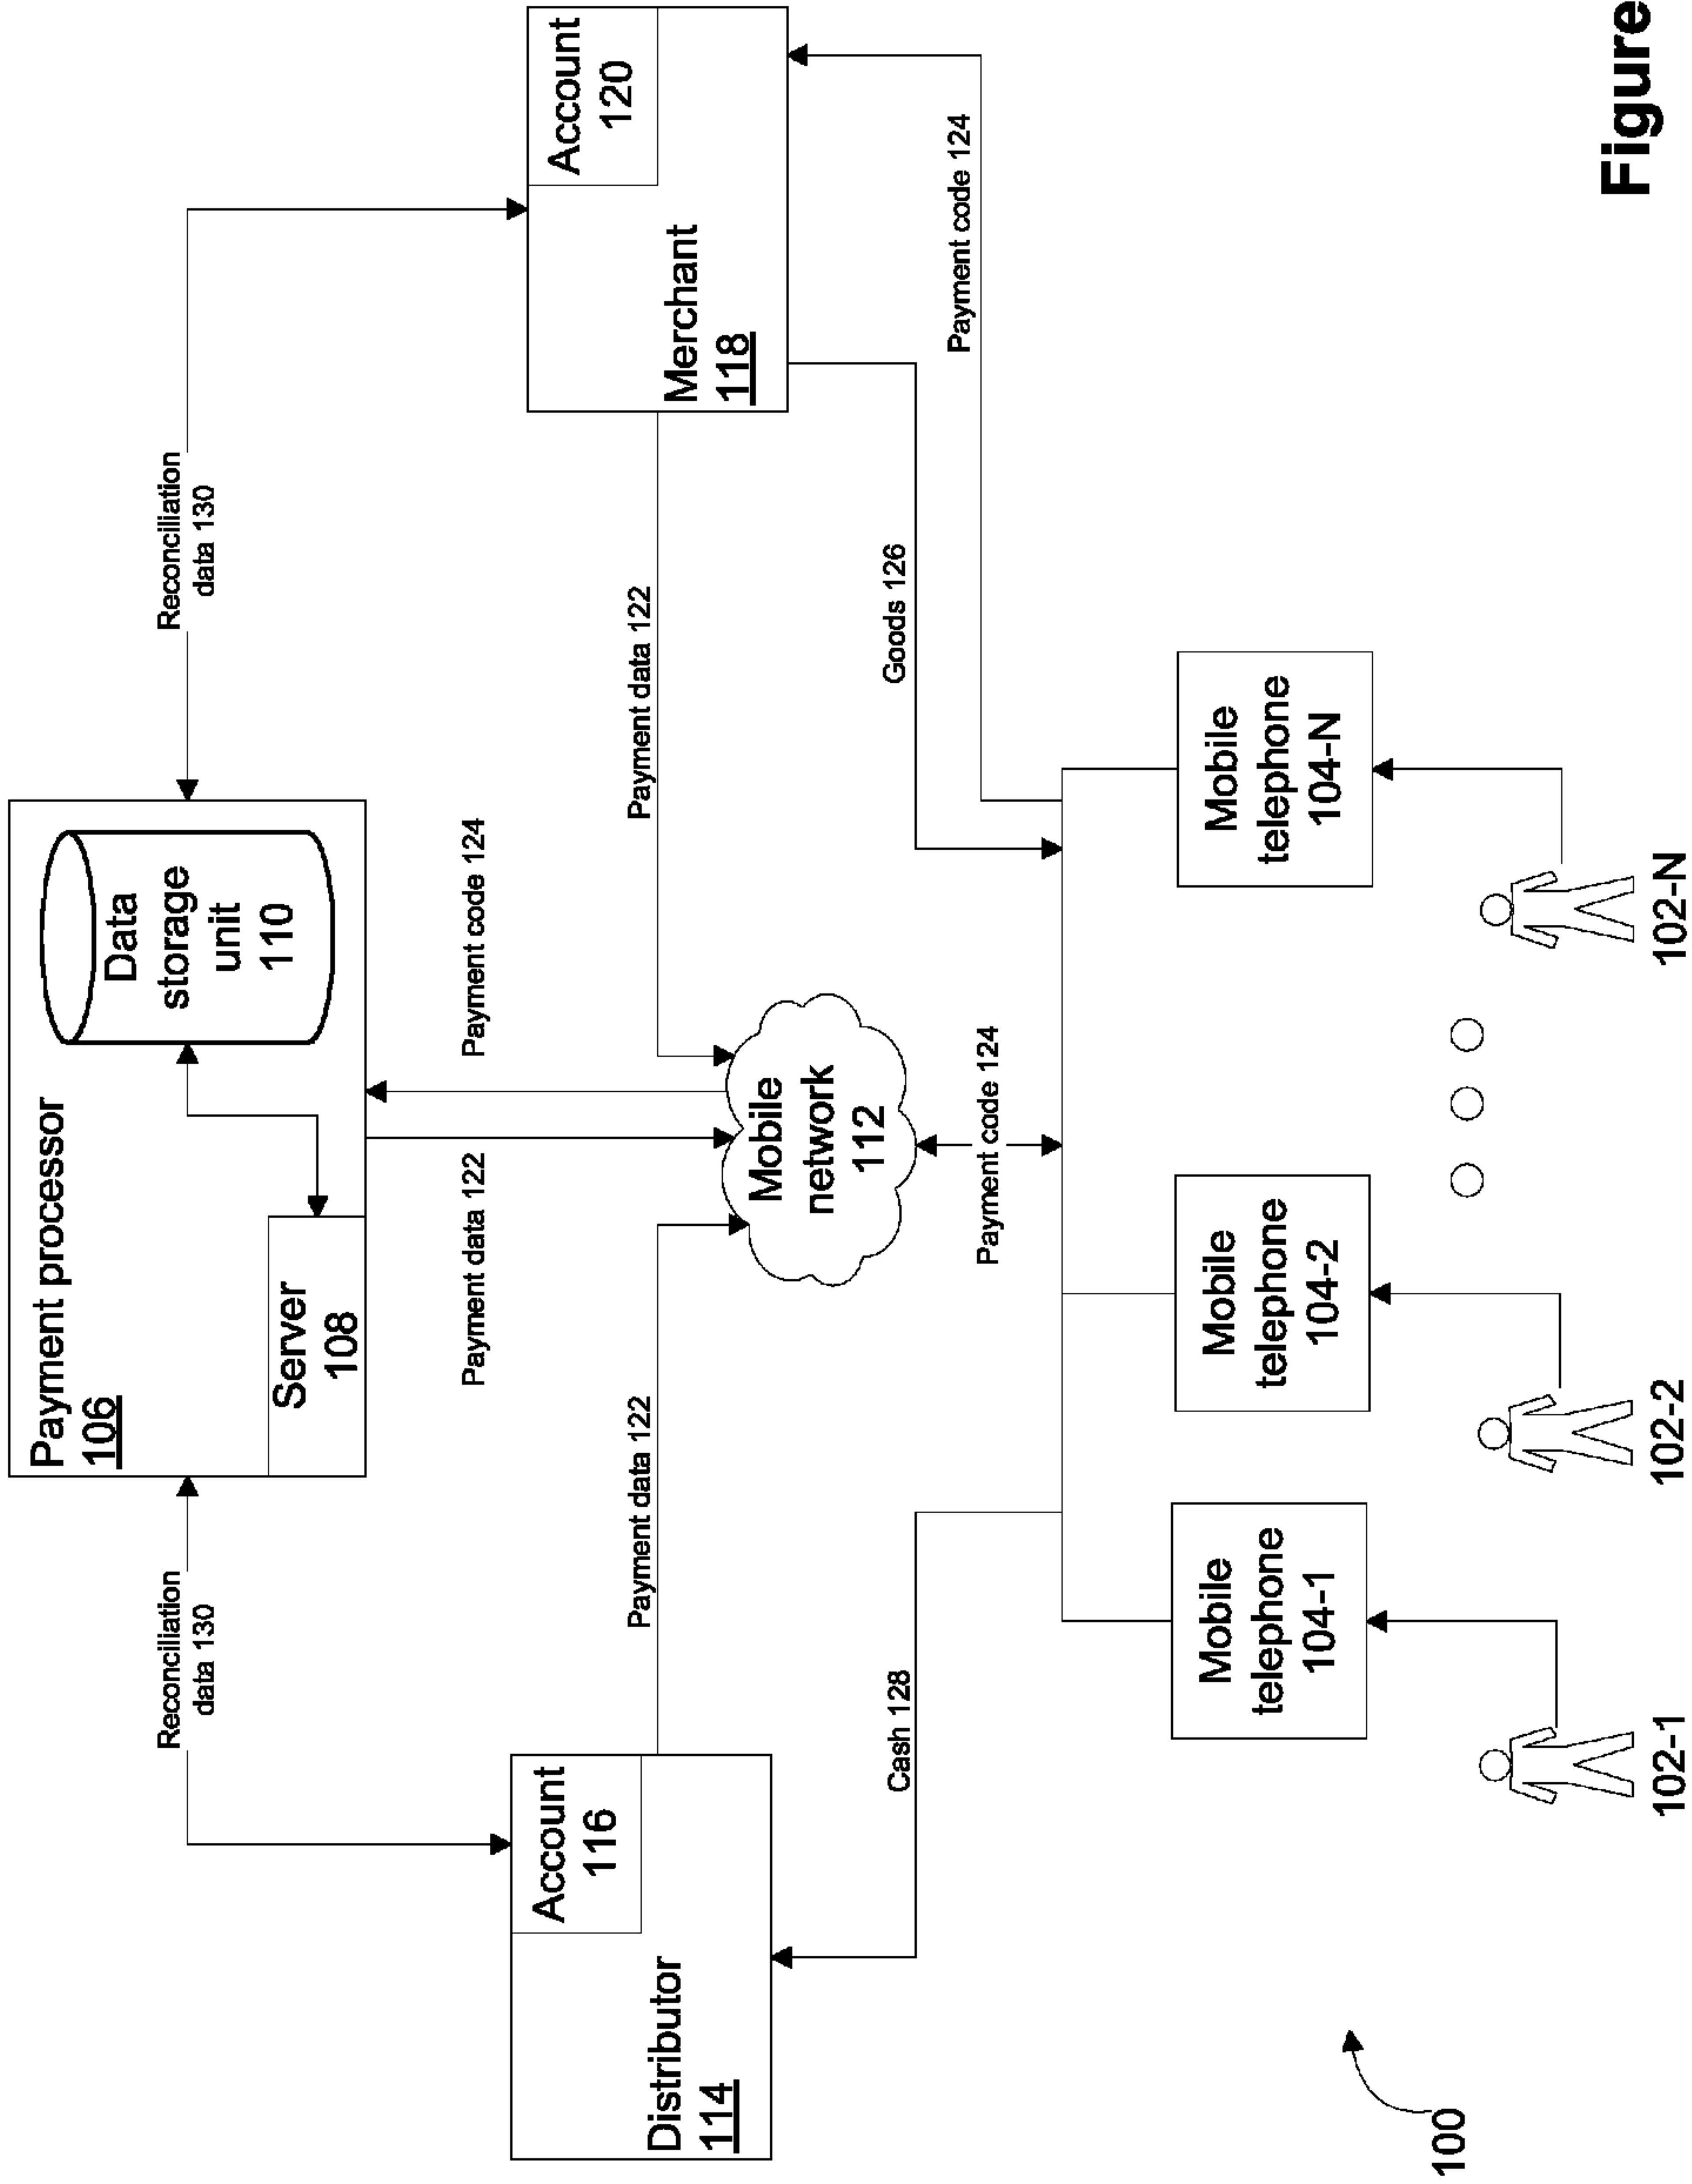 Payment processor
106
Server
108
Data
storage
unit
110
Reconciliation
data 130
Reconciliation
data 130
Payment data 122
Payment code 124
Distributor
114
Account
116
Merchant
118
Account
120
Payment data 122
Payment data 122
Mobile
network
112
Cash 128
Payment code 124
Goods 126
Payment code 124
Mobile
telephone
104-1
Mobile
telephone
104-2
Mobile
telephone
104-N
102-1
102-2
102-N
100
Figure